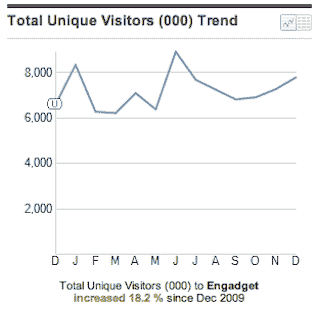 Total Unique Visitors (000) Trend
8,000
U
6,000
4,000
2,000
D J F M A M J J A S O N D
Total Unique Visitors (000) to Engadget
increased 18.2 % since Dec 2009